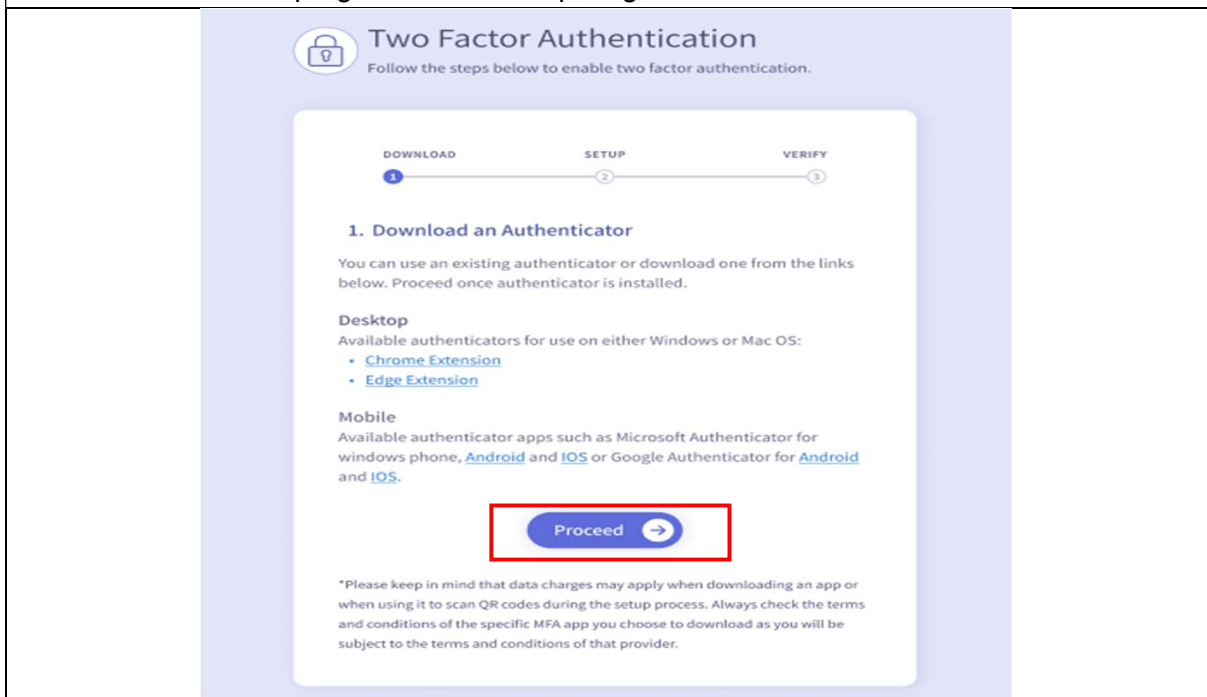 Two Factor Authentication
Follow the steps below to enable two factor authentication.
DOWNLOAD SETUP VERIFY
1 2 3
1. Download an Authenticator
You can use an existing authenticator or download one from the links
below. Proceed once authenticator is installed.
Desktop
Available authenticators for use on either Windows or Mac OS:
• Chrome Extension
• Edge Extension
Mobile
Available authenticator apps such as Microsoft Authenticator for
windows phone, Android and IOS or Google Authenticator for Android
and IOS.
Proceed
*Please keep in mind that data charges may apply when downloading an app or
when using it to scan QR codes during the setup process. Always check the terms
and conditions of the specific MFA app you choose to download as you will be
subject to the terms and conditions of that provider.